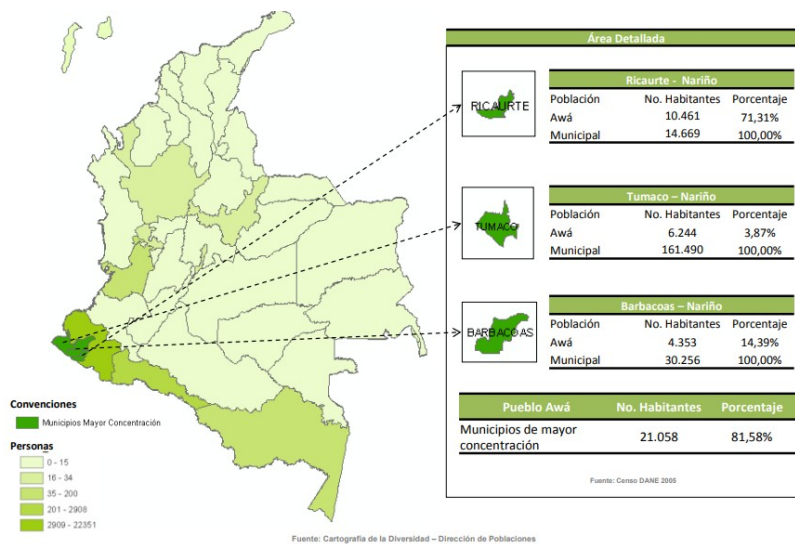 Área Detallada
RICAURTE
Ricaurte - Nariño
Población No. Habitantes Porcentaje
Awá 10.461 71,31%
Municipal 14.669 100,00%
TUMACO
Tumaco – Nariño
Población No. Habitantes Porcentaje
Awá 6.244 3,87%
Municipal 161.490 100,00%
BARBACOAS
Barbacoas – Nariño
Población No. Habitantes Porcentaje
Awá 4.353 14,39%
Municipal 30.256 100,00%
Pueblo Awá No. Habitantes Porcentaje
Municipios de mayor
concentración 21.058 81,58%
Fuente: Censo DANE 2005
Convenciones
Municipios Mayor Concentración
Personas
0 - 15
16 - 34
35 - 200
201 - 2908
2909 - 22351
Fuente: Cartografía de la Diversidad – Dirección de Poblaciones